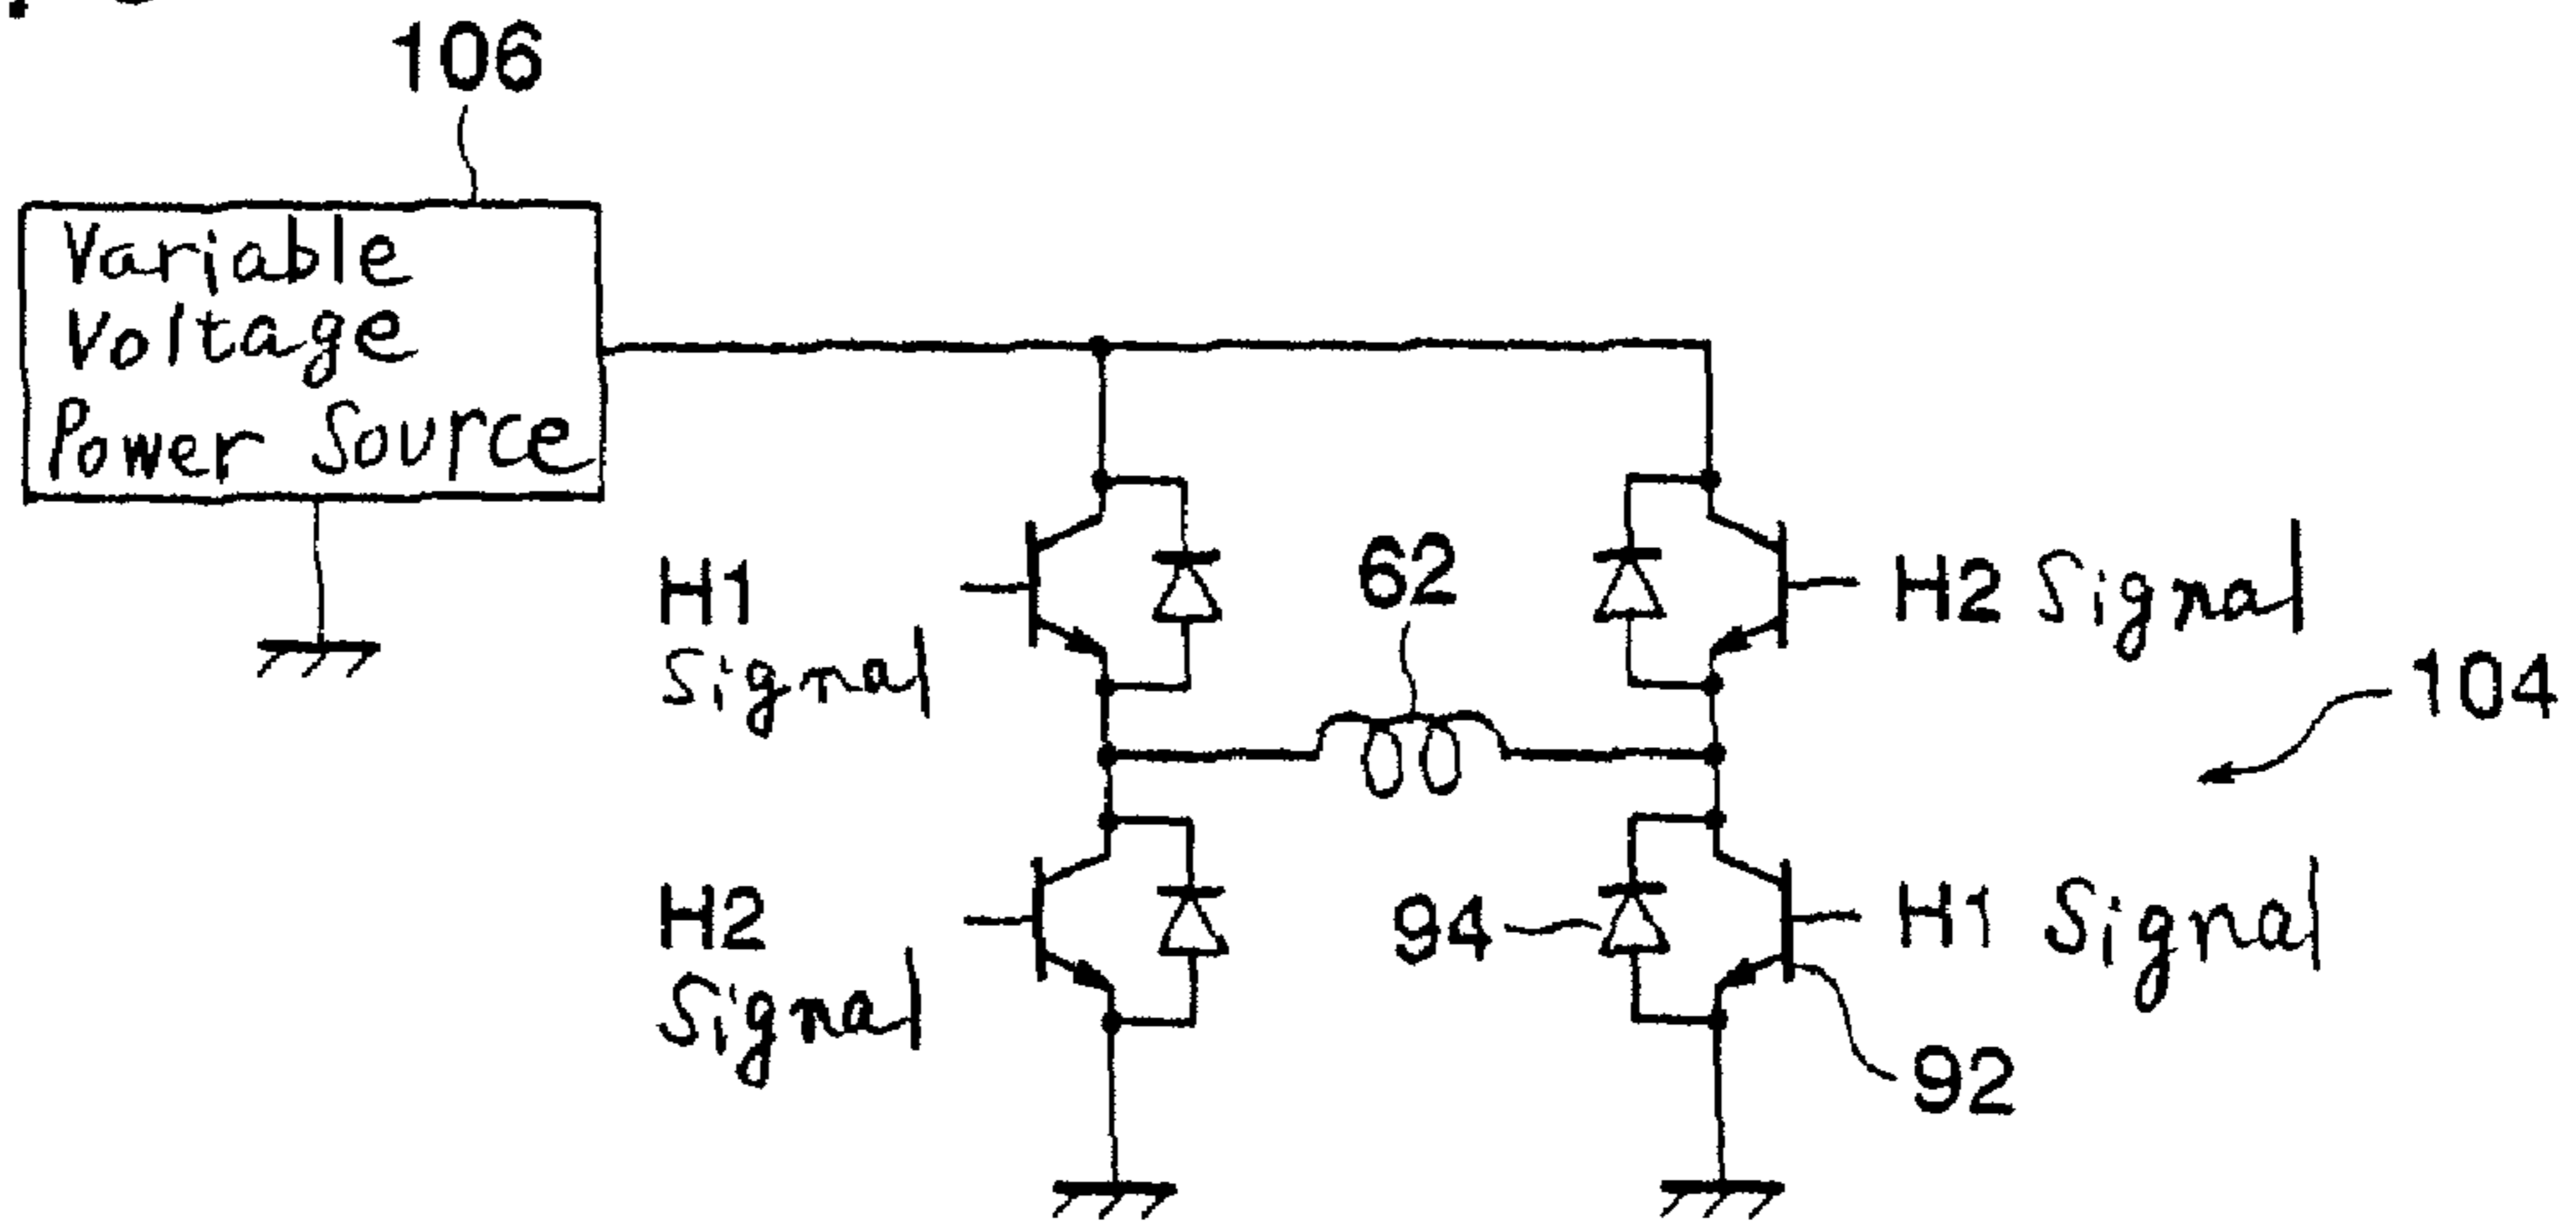 106
Variable
Voltage
Power Source
H1
Signal
62
H2 Signal
104
H2
Signal
94
H1 Signal
92